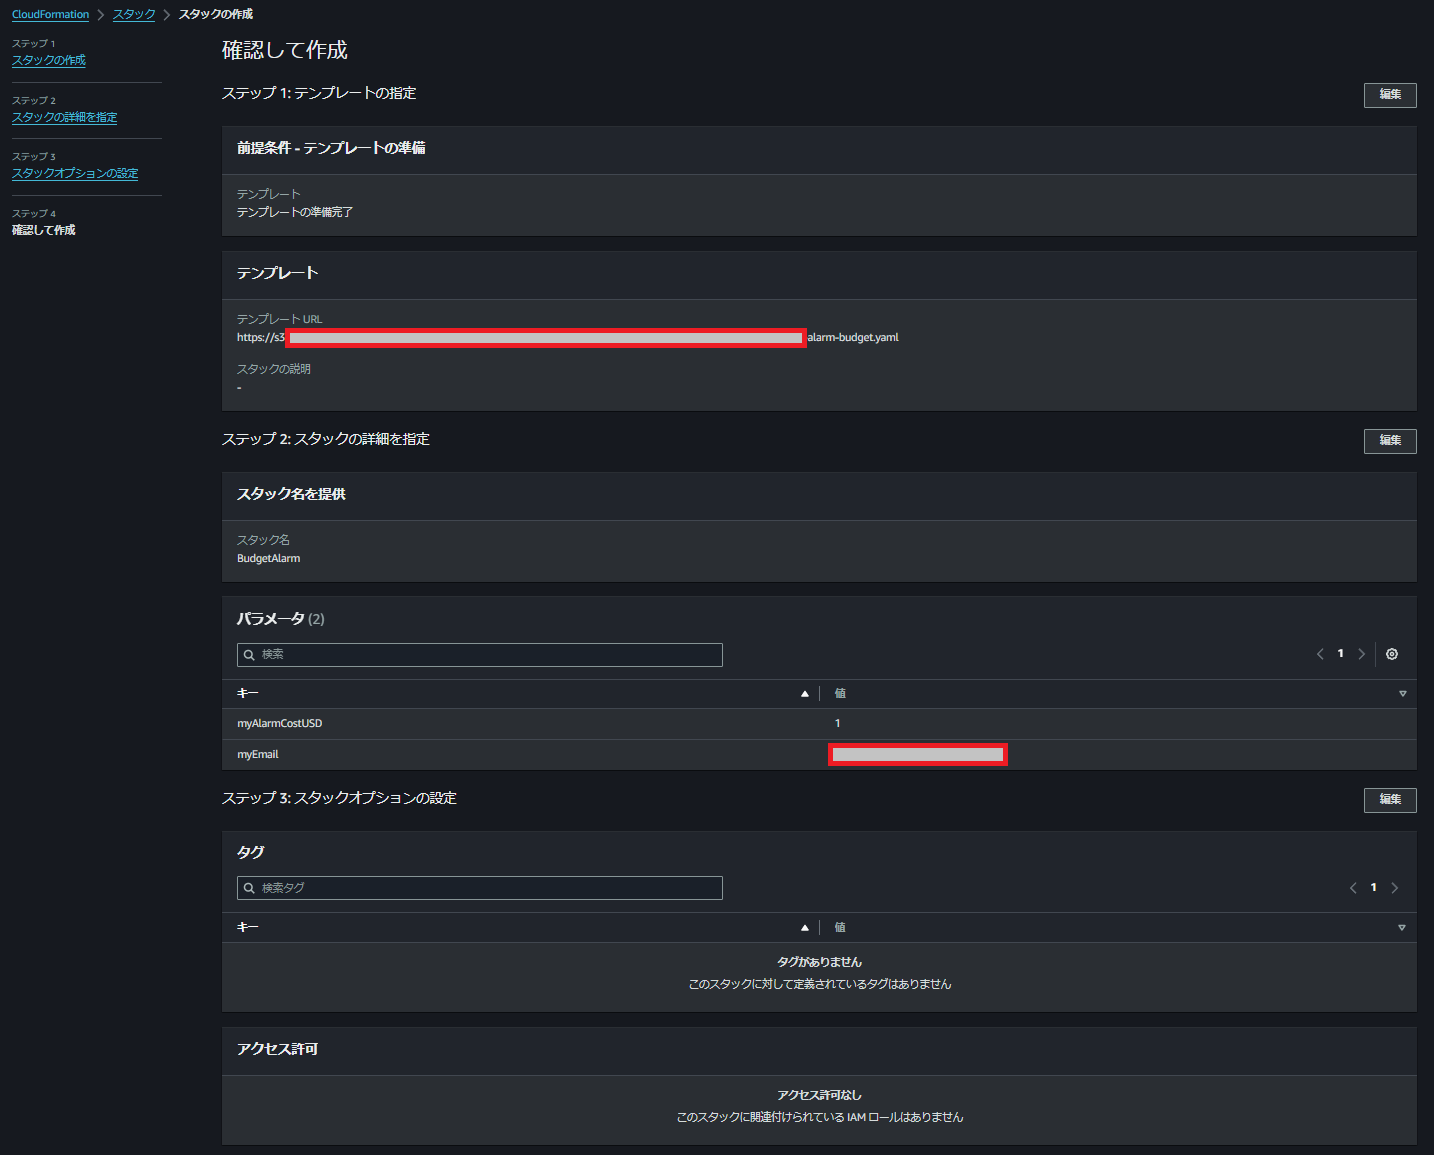 CloudFormation > スタック > スタックの作成
ステップ 1
スタックの作成
ステップ 2
スタックの詳細を指定
ステップ 3
スタックオプションの設定
ステップ 4
確認して作成
確認して作成
ステップ 1: テンプレートの指定
編集
前提条件 - テンプレートの準備
テンプレート
テンプレートの準備完了
テンプレート
テンプレート URL
https://s3 alarm-budget.yaml
スタックの説明
-
ステップ 2: スタックの詳細を指定
編集
スタック名を提供
スタック名
BudgetAlarm
パラメータ (2)
検索
1
キー 値
myAlarmCostUSD 1
myEmail
ステップ 3: スタックオプションの設定
編集
タグ
検索タグ
1
キー 値
タグがありません
このスタックに対して定義されているタグはありません
アクセス許可
アクセス許可なし
このスタックに関連付けられている IAM ロールはありません